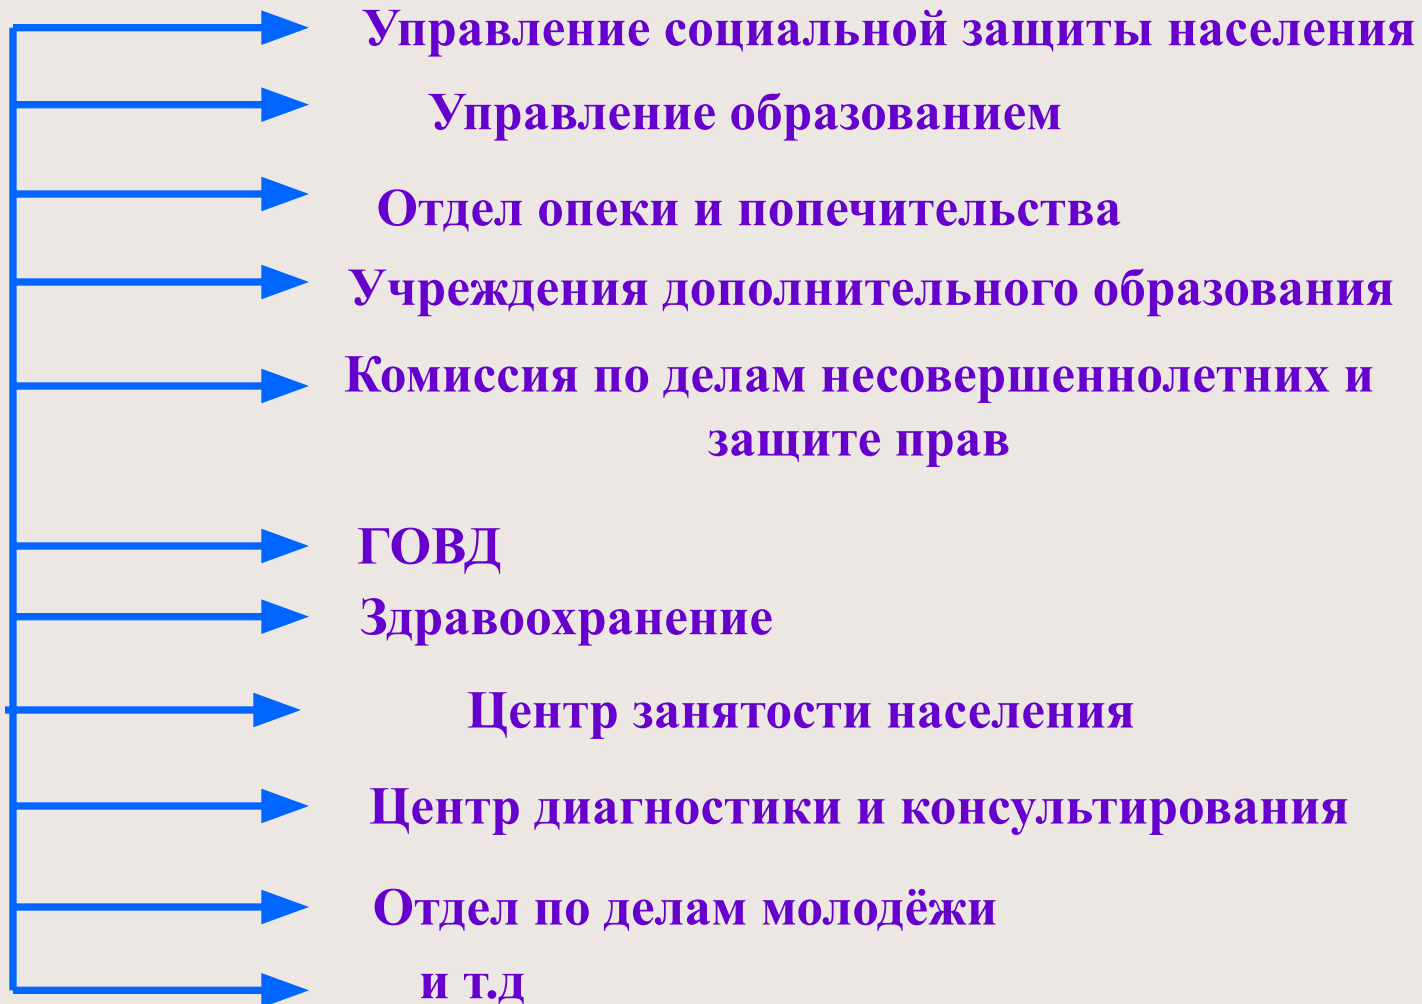 Управление социальной защиты населения
Управление образованием
Отдел опеки и попечительства
Учреждения дополнительного образования
Комиссия по делам несовершеннолетних и
защите прав
ГОВД
Здравоохранение
Центр занятости населения
Центр диагностики и консультирования
Отдел по делам молодёжи
и т.д